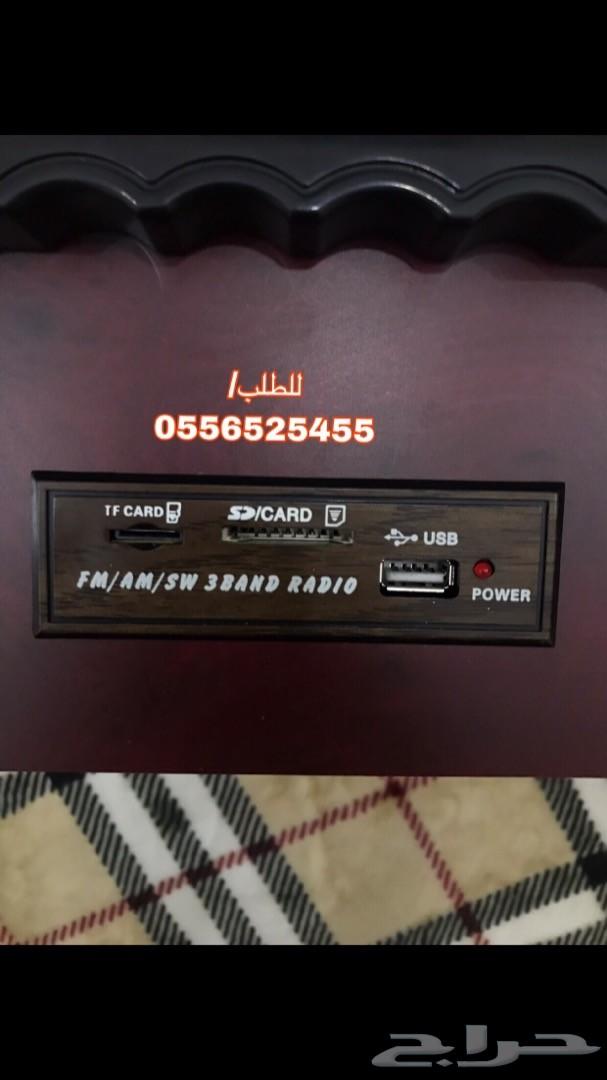 للطلب/
0556525455
TF CARD
SD/CARD
USB
FM/AM/SW 3BAND RADIO
POWER
حراج